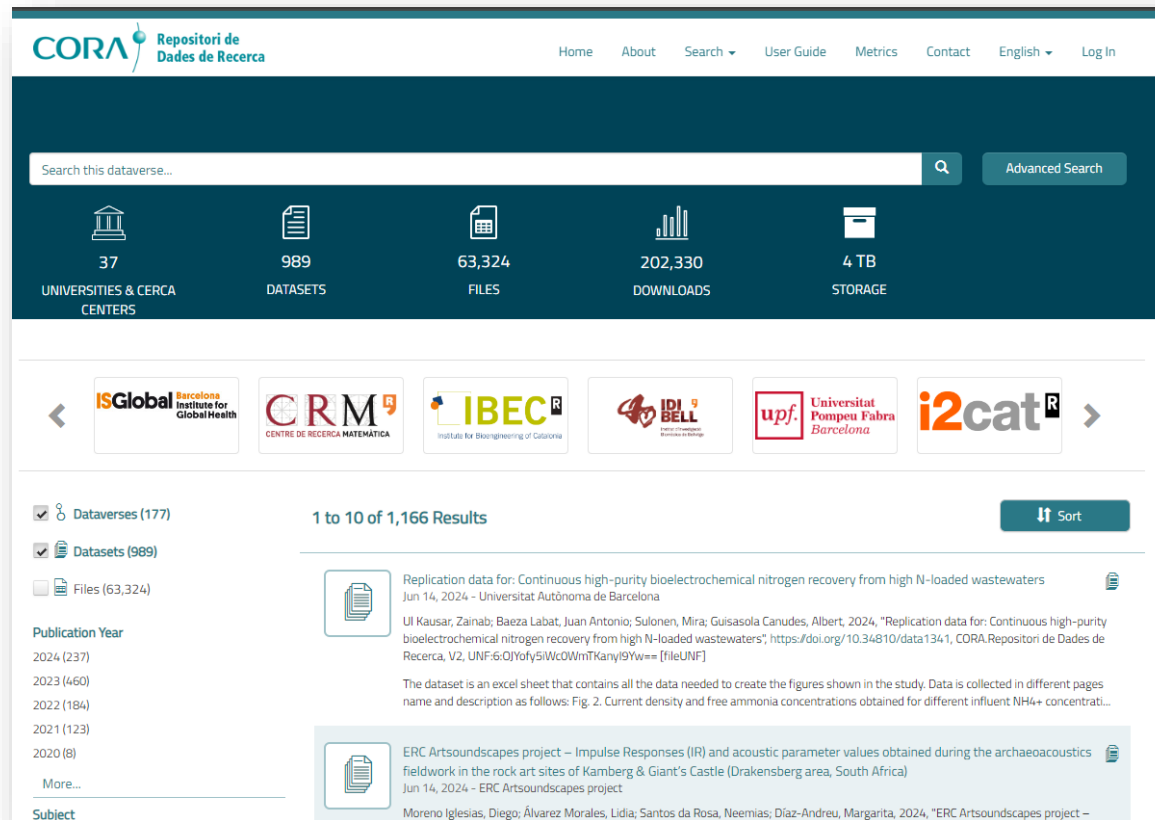 CORA Repositori de
Dades de Recerca
Home About Search User Guide Metrics Contact English Log In
Search this dataverse...
Advanced Search
37
UNIVERSITIES & CERCA
CENTERS
989
DATASETS
63,324
FILES
202,330
DOWNLOADS
4 TB
STORAGE
ISGlobal Barcelona
Institute for
Global Health
CRM R
CENTRE DE RECERCA MATEMÀTICA
IBEC R
Institute for Bioengineering of Catalonia
IDI
BELL
upf. Universitat
Pompeu Fabra
Barcelona
i2cat R
Dataverses (177)
Datasets (989)
Files (63,324)
Publication Year
2024 (237)
2023 (460)
2022 (184)
2021 (123)
2020 (8)
More...
Subject
1 to 10 of 1,166 Results
Sort
Replication data for: Continuous high-purity bioelectrochemical nitrogen recovery from high N-loaded wastewaters
Jun 14, 2024 - Universitat Autònoma de Barcelona
Ul Kausar, Zainab; Baeza Labat, Juan Antonio; Sulonen, Mira; Guisasola Canudes, Albert, 2024, "Replication data for: Continuous high-purity
bioelectrochemical nitrogen recovery from high N-loaded wastewaters", https://doi.org/10.34810/data1341, CORA.Repositori de Dades de
Recerca, V2, UNF:6:OJYofy5iWc0WmTKanyl9Yw== [fileUNF]
The dataset is an excel sheet that contains all the data needed to create the figures shown in the study. Data is collected in different pages
name and description as follows: Fig. 2. Current density and free ammonia concentrations obtained for different influent NH4+ concentrati...
ERC Artsoundscapes project – Impulse Responses (IR) and acoustic parameter values obtained during the archaeoacoustics
fieldwork in the rock art sites of Kamberg & Giant's Castle (Drakensberg area, South Africa)
Jun 14, 2024 - ERC Artsoundscapes project
Moreno Iglesias, Diego; Álvarez Morales, Lidia; Santos da Rosa, Neemias; Díaz-Andreu, Margarita, 2024, "ERC Artsoundscapes project –